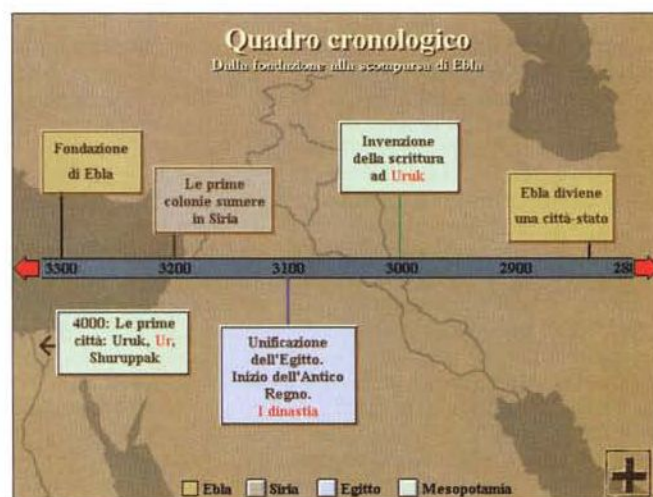 Quadro cronologico
Dalla fondazione alla scomparsa di Ebla
Fondazione
di Ebla
Le prime
colonie sumere
in Siria
Invenzione
della scrittura
ad Uruk
Ebla diviene
una città-stato
3300
3200
3100
3000
2900
280
4000: Le prime
città: Uruk, Ur,
Shuruppak
Unificazione
dell'Egitto.
Inizio dell'Antico
Regno.
I dinastia
Ebla
Siria
Egitto
Mesopotamia